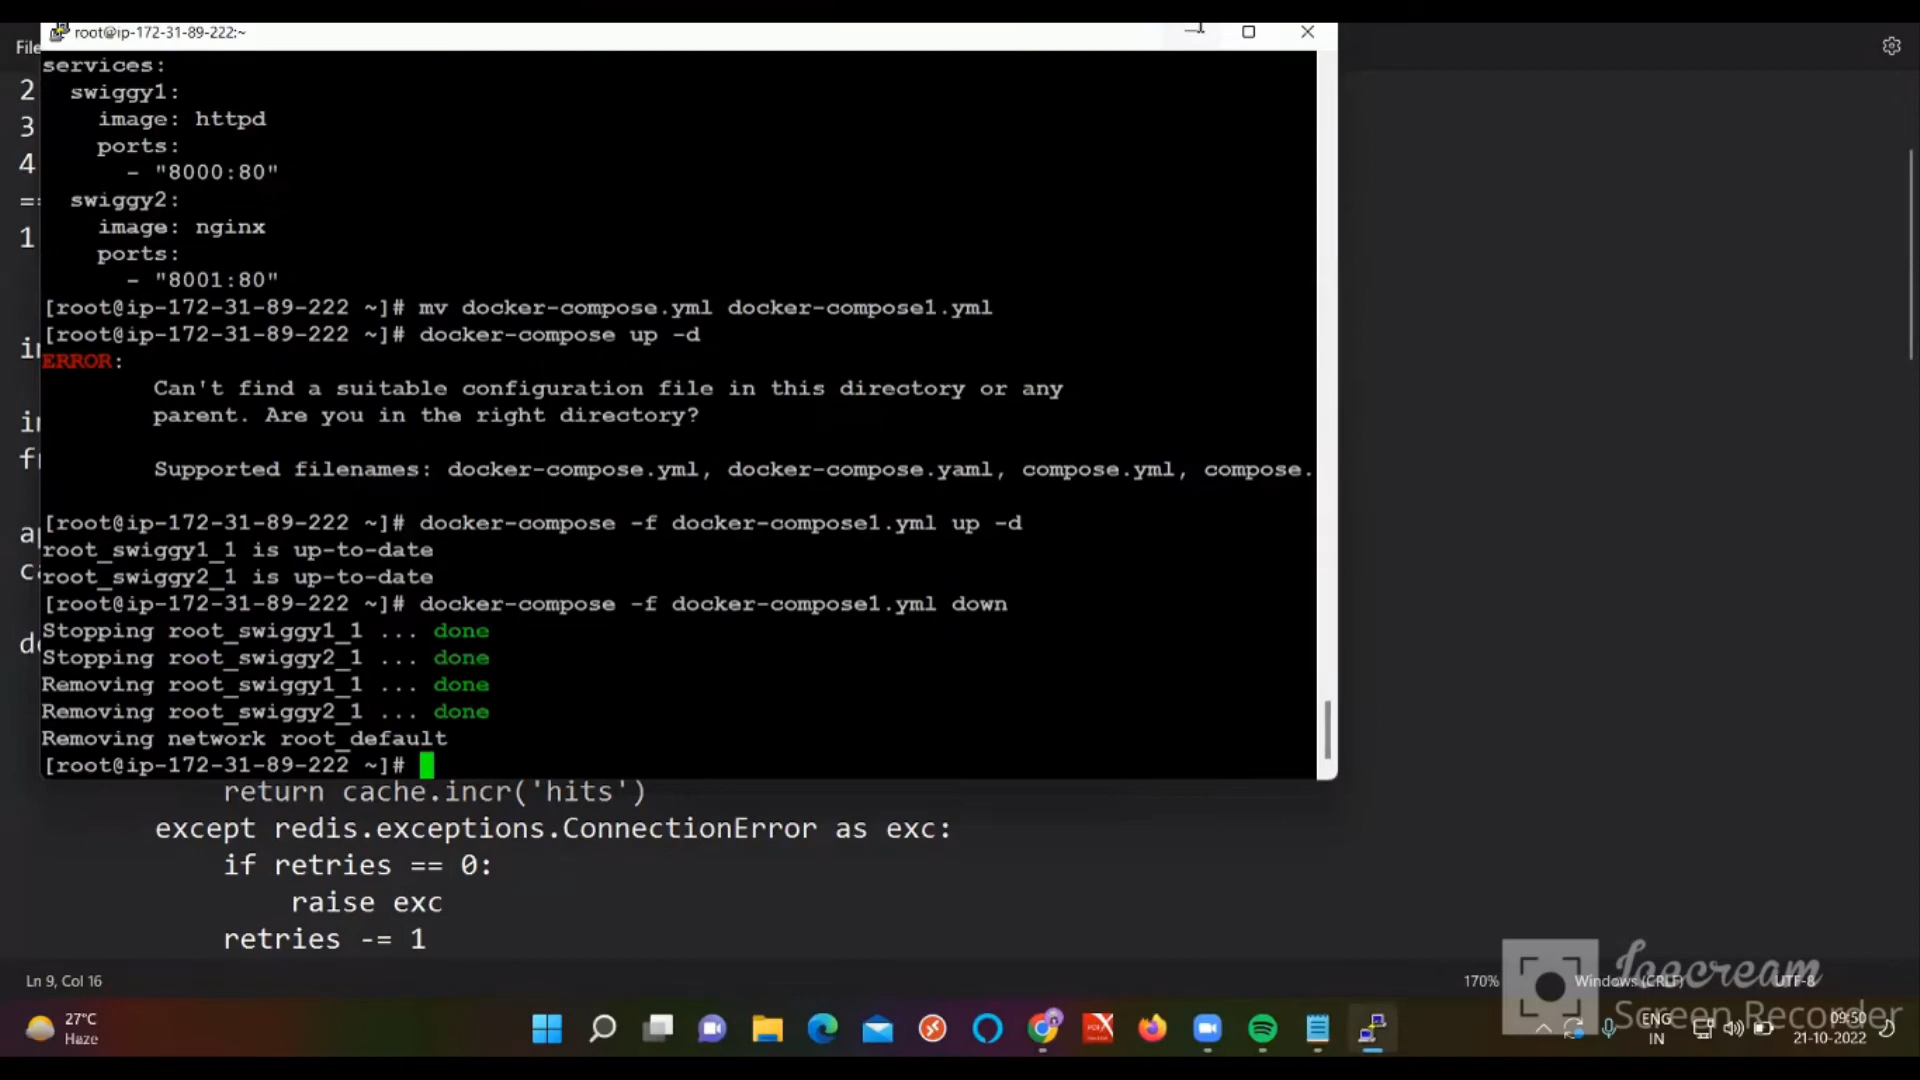 root@ip-172-31-89-222:~
File
services:
2
swiggy1:
image: httpd
3
ports:
4
- "8000:80"
==
swiggy2:
1
image: nginx
ports:
- "8001:80"
[root@ip-172-31-89-222 ~]# mv docker-compose.yml docker-compose1.yml
[root@ip-172-31-89-222 ~]# docker-compose up -d
ERROR:
Can't find a suitable configuration file in this directory or any
parent. Are you in the right directory?
Supported filenames: docker-compose.yml, docker-compose.yaml, compose.yml, compose.
[root@ip-172-31-89-222 ~]# docker-compose -f docker-compose1.yml up -d
root_swiggy1_1 is up-to-date
root_swiggy2_1 is up-to-date
[root@ip-172-31-89-222 ~]# docker-compose -f docker-compose1.yml down
Stopping root_swiggy1_1 ... done
Stopping root_swiggy2_1 ... done
Removing root_swiggy1_1 ... done
Removing root_swiggy2_1 ... done
Removing network root_default
[root@ip-172-31-89-222 ~]#
return cache.incr('hits')
except redis.exceptions.ConnectionError as exc:
if retries == 0:
raise exc
retries -= 1
Ln 9, Col 16
170%
Windows (CRLF)
UTF-8
Icecream
Screen Recorder
27°C
Haze
ENG
IN
09:50
21-10-2022